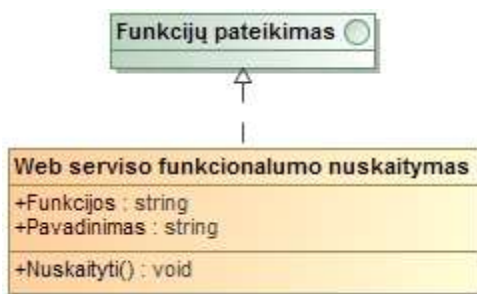 Funkcijų pateikimas
Web serviso funkcionalumo nuskaitymas
+Funkcijos : string
+Pavadinimas : string
+Nuskaityti() : void